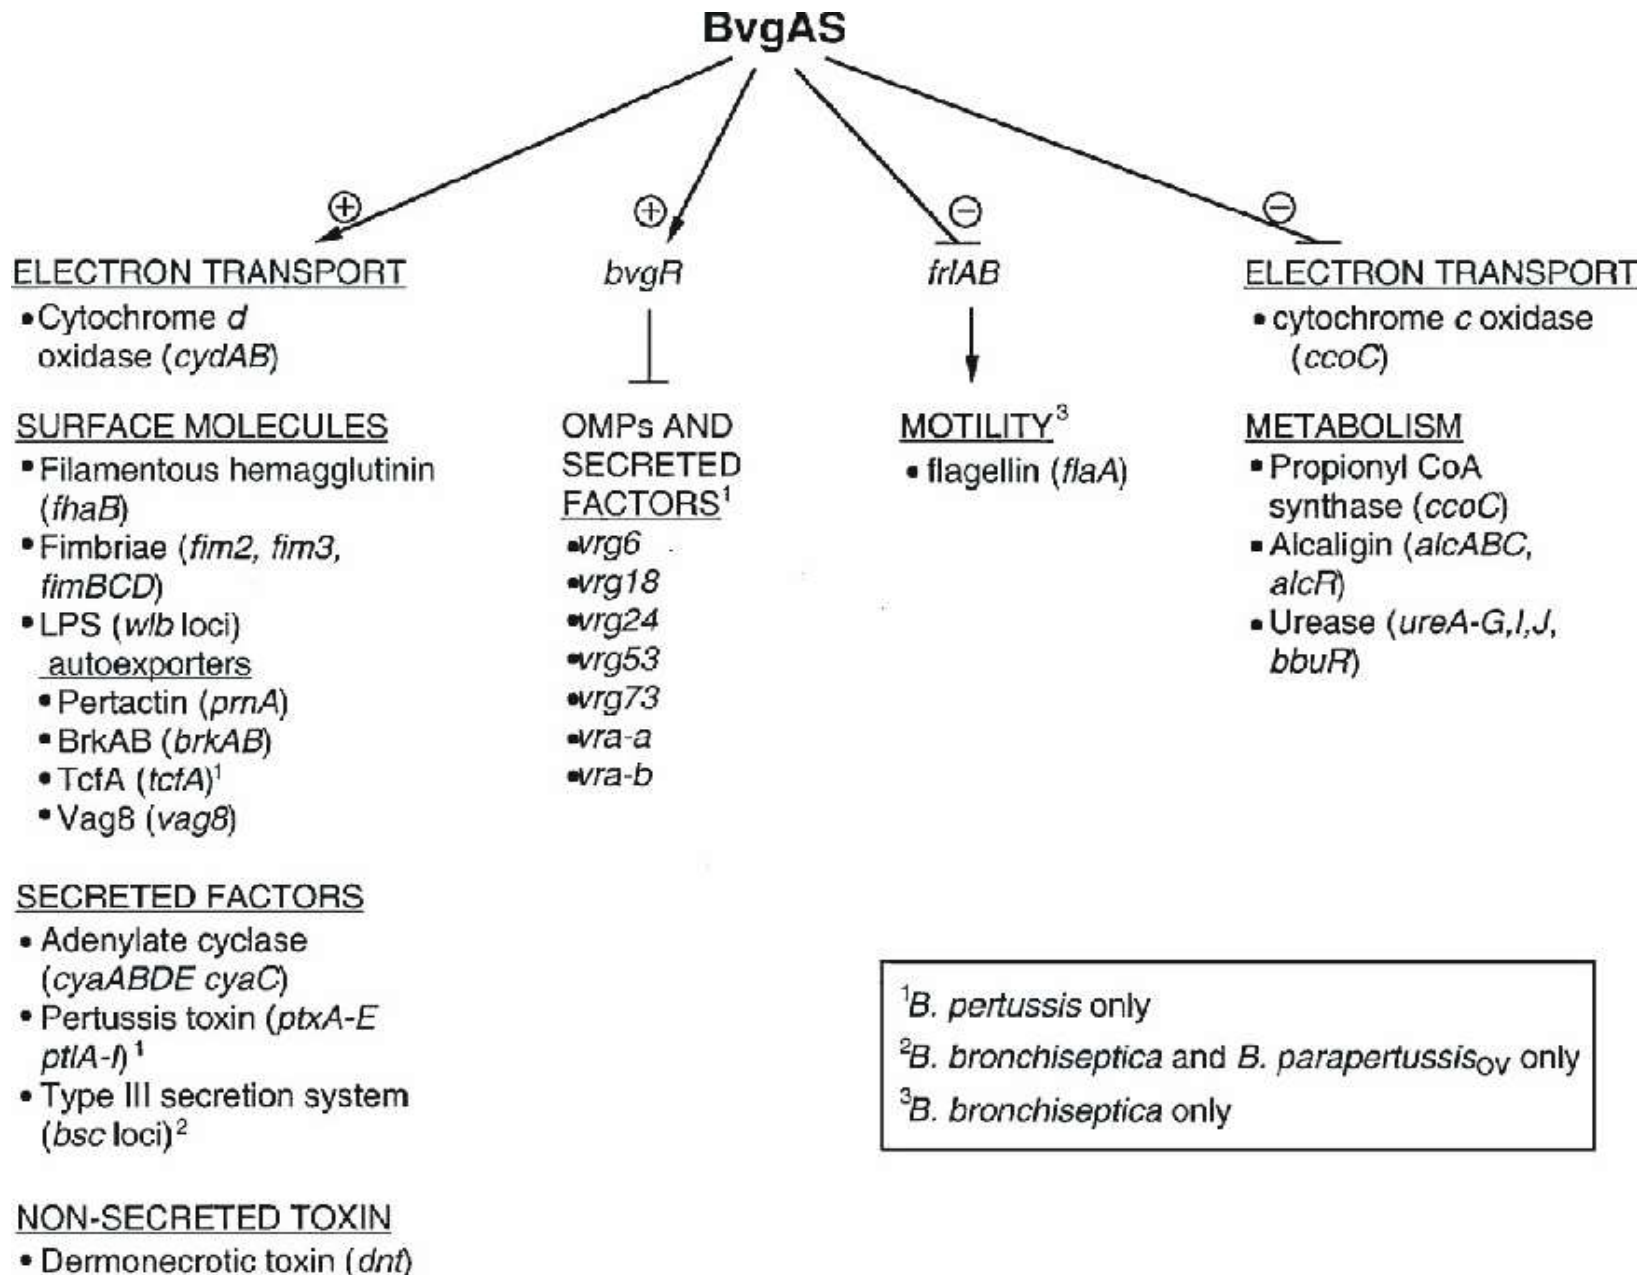 BvgAS
+
+
−
−
ELECTRON TRANSPORT
•Cytochrome d
oxidase (cydAB)
SURFACE MOLECULES
•Filamentous hemagglutinin
(fhaB)
•Fimbriae (fim2, fim3,
fimBCD)
•LPS (wlb loci)
autoexporters
•Pertactin (prnA)
•BrkAB (brkAB)
•TcfA (tcfA)¹
•Vag8 (vag8)
SECRETED FACTORS
• Adenylate cyclase
(cyaABDE cyaC)
• Pertussis toxin (ptxA-E
ptlA-I)¹
• Type III secretion system
(bsc loci)²
NON-SECRETED TOXIN
• Dermonecrotic toxin (dnt)
bvgR
OMPs AND
SECRETED
FACTORS¹
•vrg6
•vrg18
•vrg24
•vrg53
•vrg73
•vra-a
•vra-b
frlAB
MOTILITY³
• flagellin (flaA)
ELECTRON TRANSPORT
• cytochrome c oxidase
(ccoC)
METABOLISM
• Propionyl CoA
synthase (ccoC)
• Alcaligin (alcABC,
alcR)
• Urease (ureA-G,I,J,
bbuR)
¹B. pertussis only
²B. bronchiseptica and B. parapertussisOV only
³B. bronchiseptica only